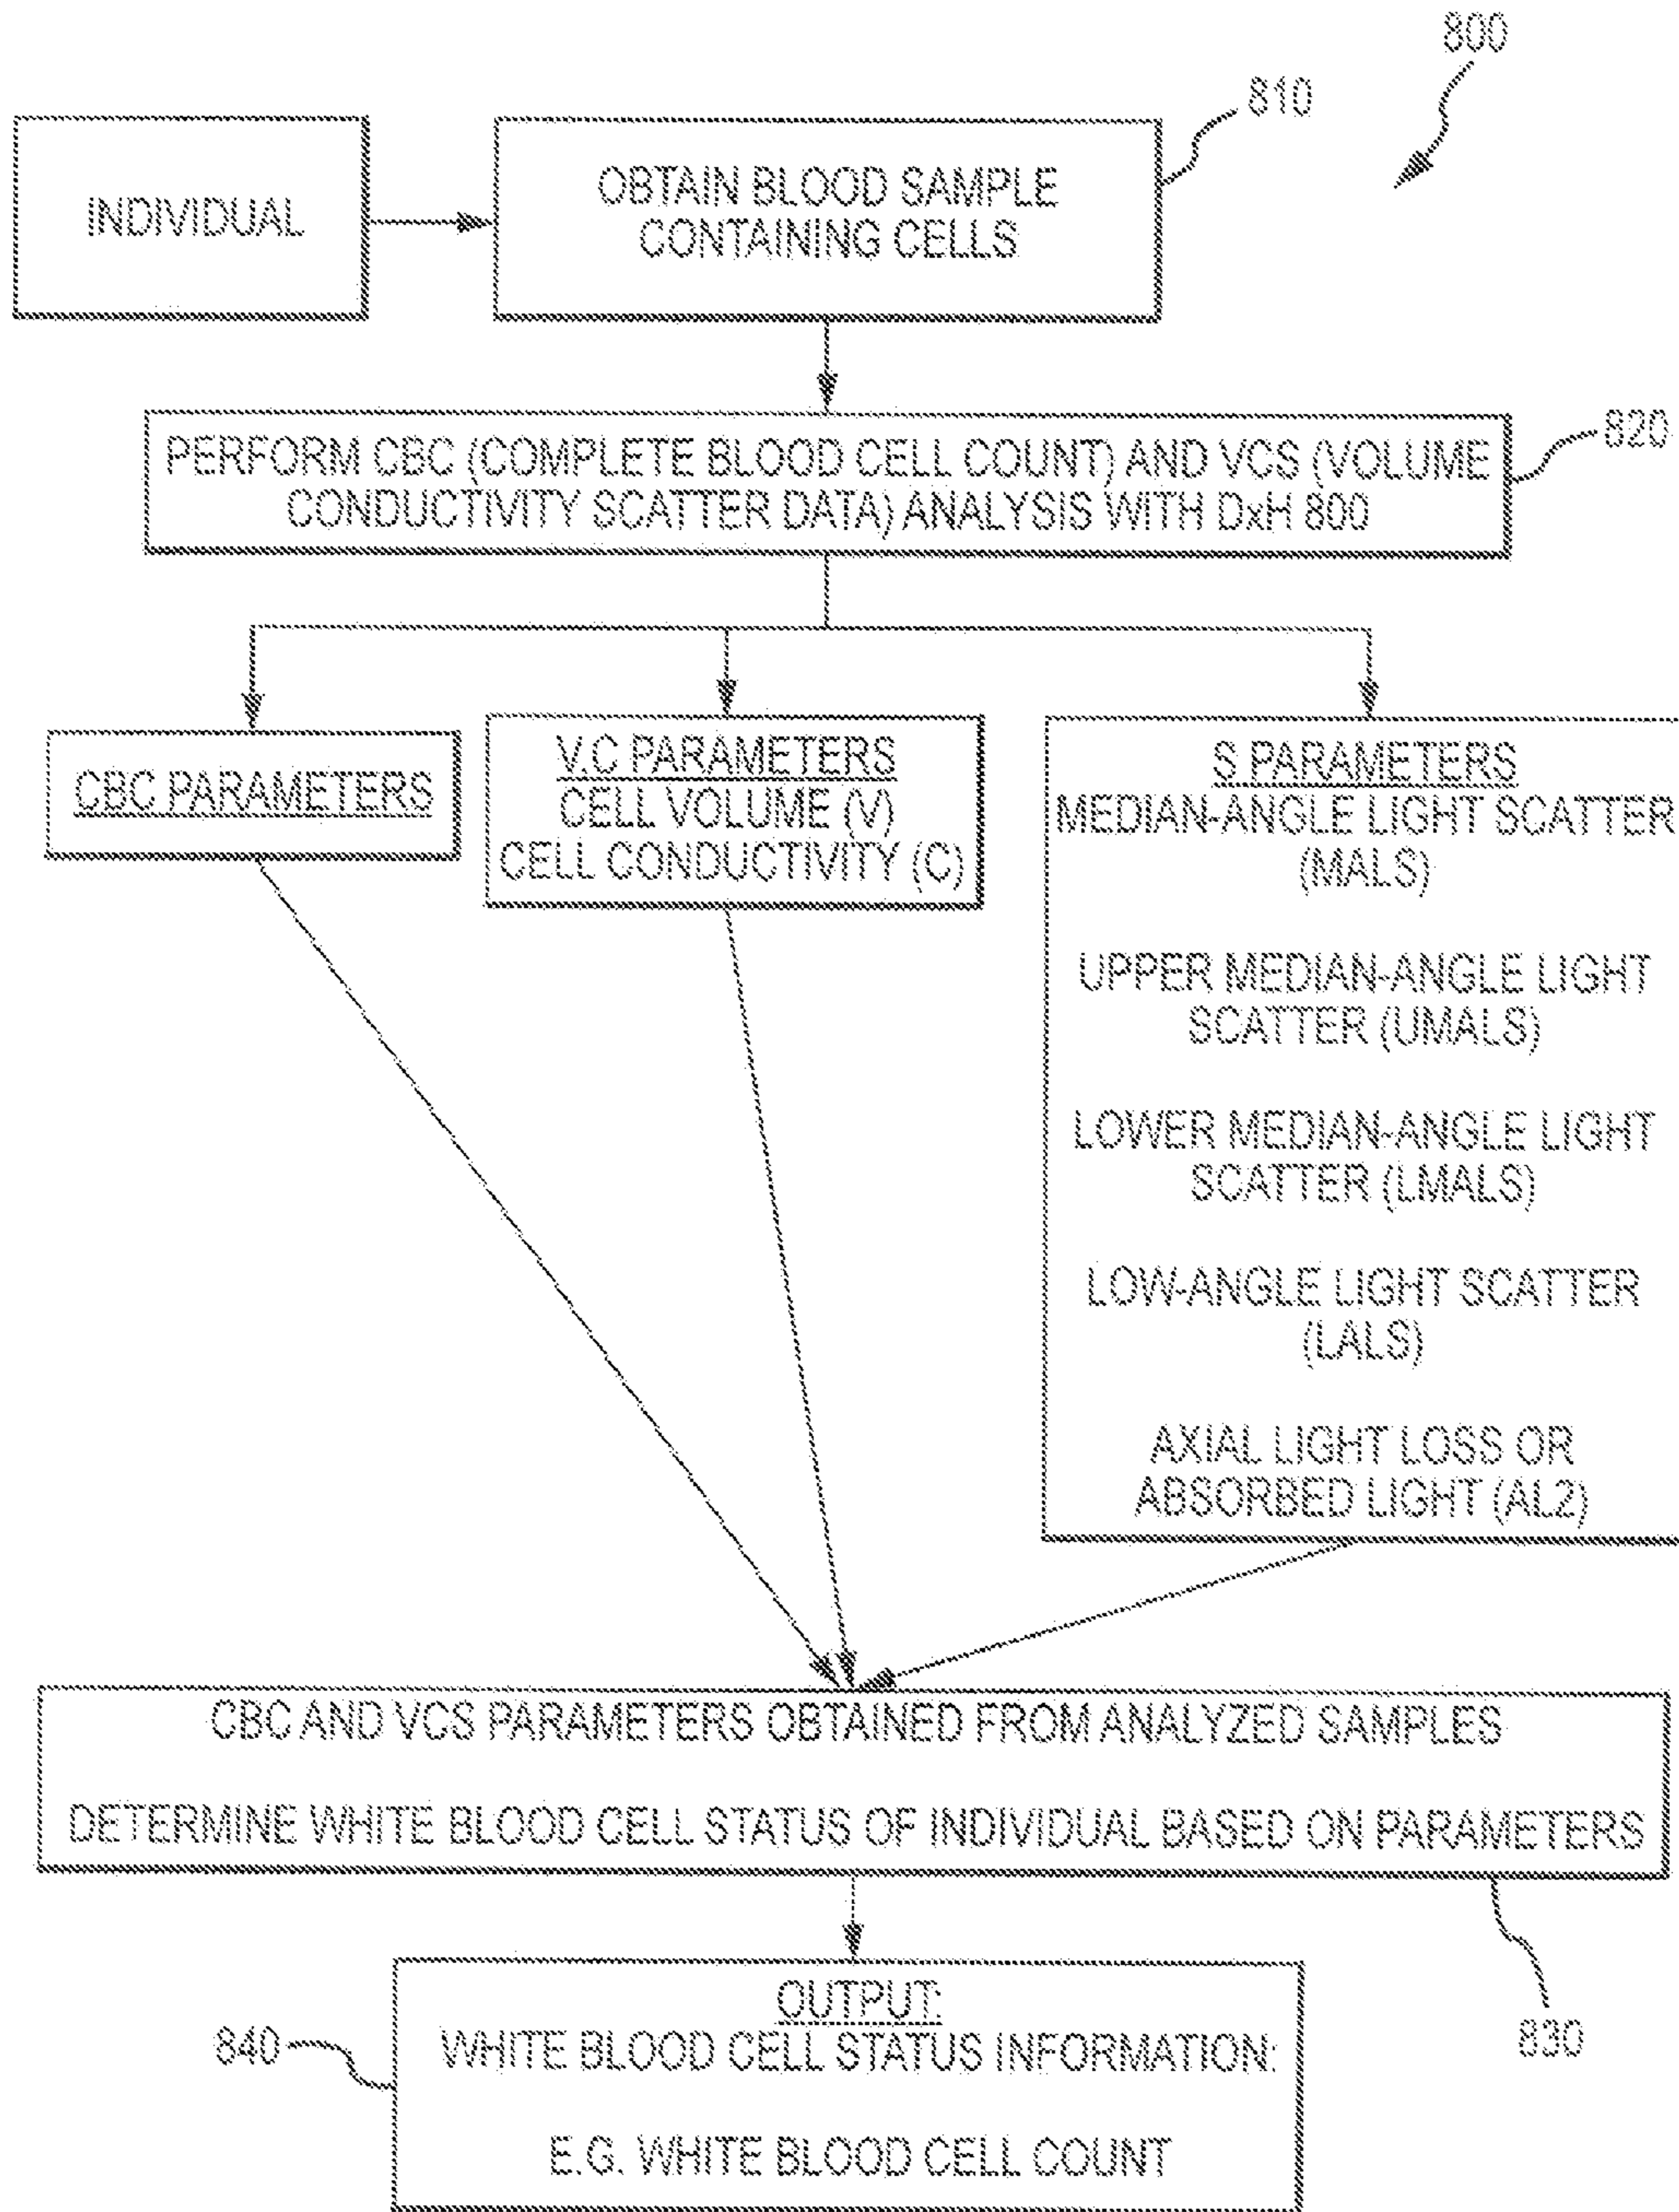 800
810
INDIVIDUAL
OBTAIN BLOOD SAMPLE
CONTAINING CELLS
820
PERFORM CBC (COMPLETE BLOOD CELL COUNT) AND VCS (VOLUME
CONDUCTIVITY SCATTER DATA) ANALYSIS WITH DxH 800
CBC PARAMETERS
V.C PARAMETERS
CELL VOLUME (V)
CELL CONDUCTIVITY (C)
S PARAMETERS
MEDIAN-ANGLE LIGHT SCATTER
(MALS)
UPPER MEDIAN-ANGLE LIGHT
SCATTER (UMALS)
LOWER MEDIAN-ANGLE LIGHT
SCATTER (LMALS)
LOW-ANGLE LIGHT SCATTER
(LALS)
AXIAL LIGHT LOSS OR
ABSORBED LIGHT (AL2)
CBC AND VCS PARAMETERS OBTAINED FROM ANALYZED SAMPLES
DETERMINE WHITE BLOOD CELL STATUS OF INDIVIDUAL BASED ON PARAMETERS
830
840
OUTPUT:
WHITE BLOOD CELL STATUS INFORMATION:
E.G. WHITE BLOOD CELL COUNT